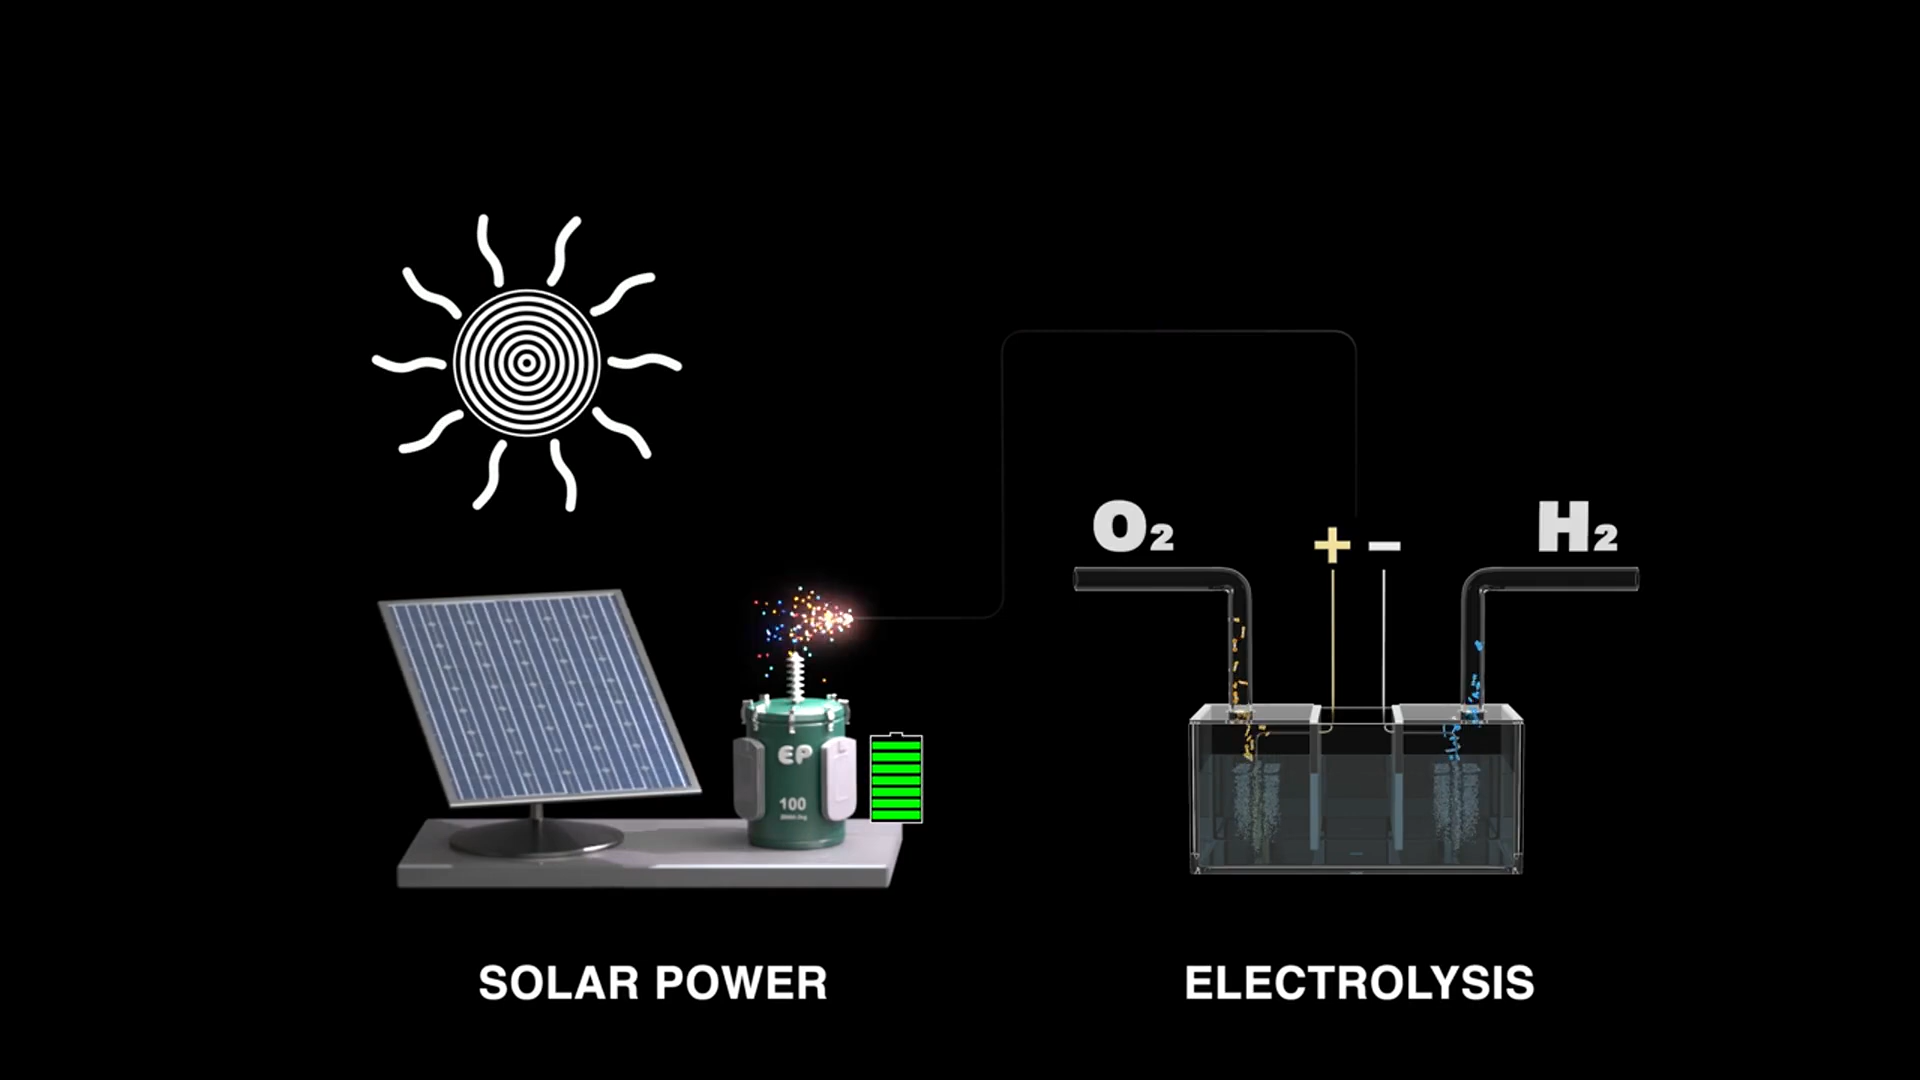 O₂
+ −
H₂
EP
100
SOLAR POWER
ELECTROLYSIS